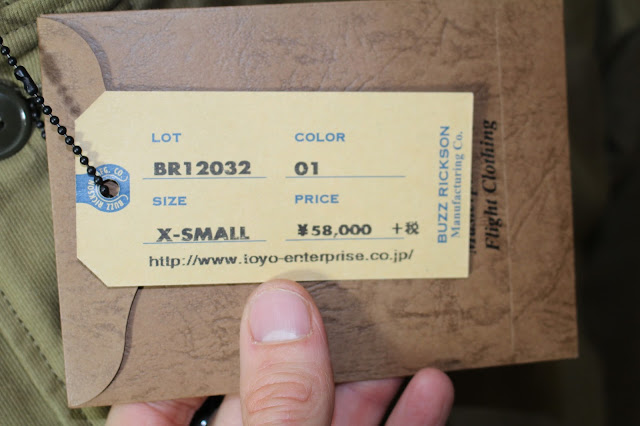 LOT
COLOR
BR12032
01
SIZE
PRICE
X-SMALL
¥58,000 +税
http://www.toyo-enterprise.co.jp/
BUZZ RICKSON
Manufacturing Co.
Flight Clothing